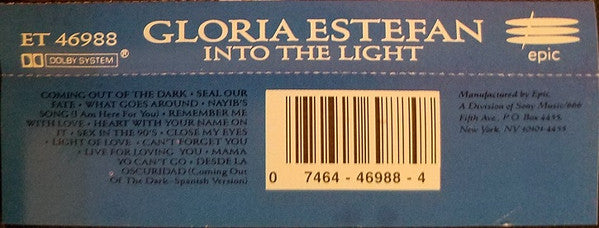 ET 46988
DOLBY SYSTEM®
GLORIA ESTEFAN
INTO THE LIGHT
epic
COMING OUT OF THE DARK • SEAL OUR
FATE • WHAT GOES AROUND • NAYIB'S
SONG (I Am Here For You) • REMEMBER ME
WITH LOVE • HEART WITH YOUR NAME ON
IT • SEX IN THE 90'S • CLOSE MY EYES
• LIGHT OF LOVE • CAN'T FORGET YOU
• LIVE FOR LOVING YOU • MAMA
YO CAN'T GO • DESDE LA
OSCURIDAD (Coming Out
Of The Dark–Spanish Version)
0 7464 - 46988 - 4
Manufactured by Epic.
A Division of Sony Music/666
Fifth Ave., P.O. Box 4455,
New York, NY 10101-4455